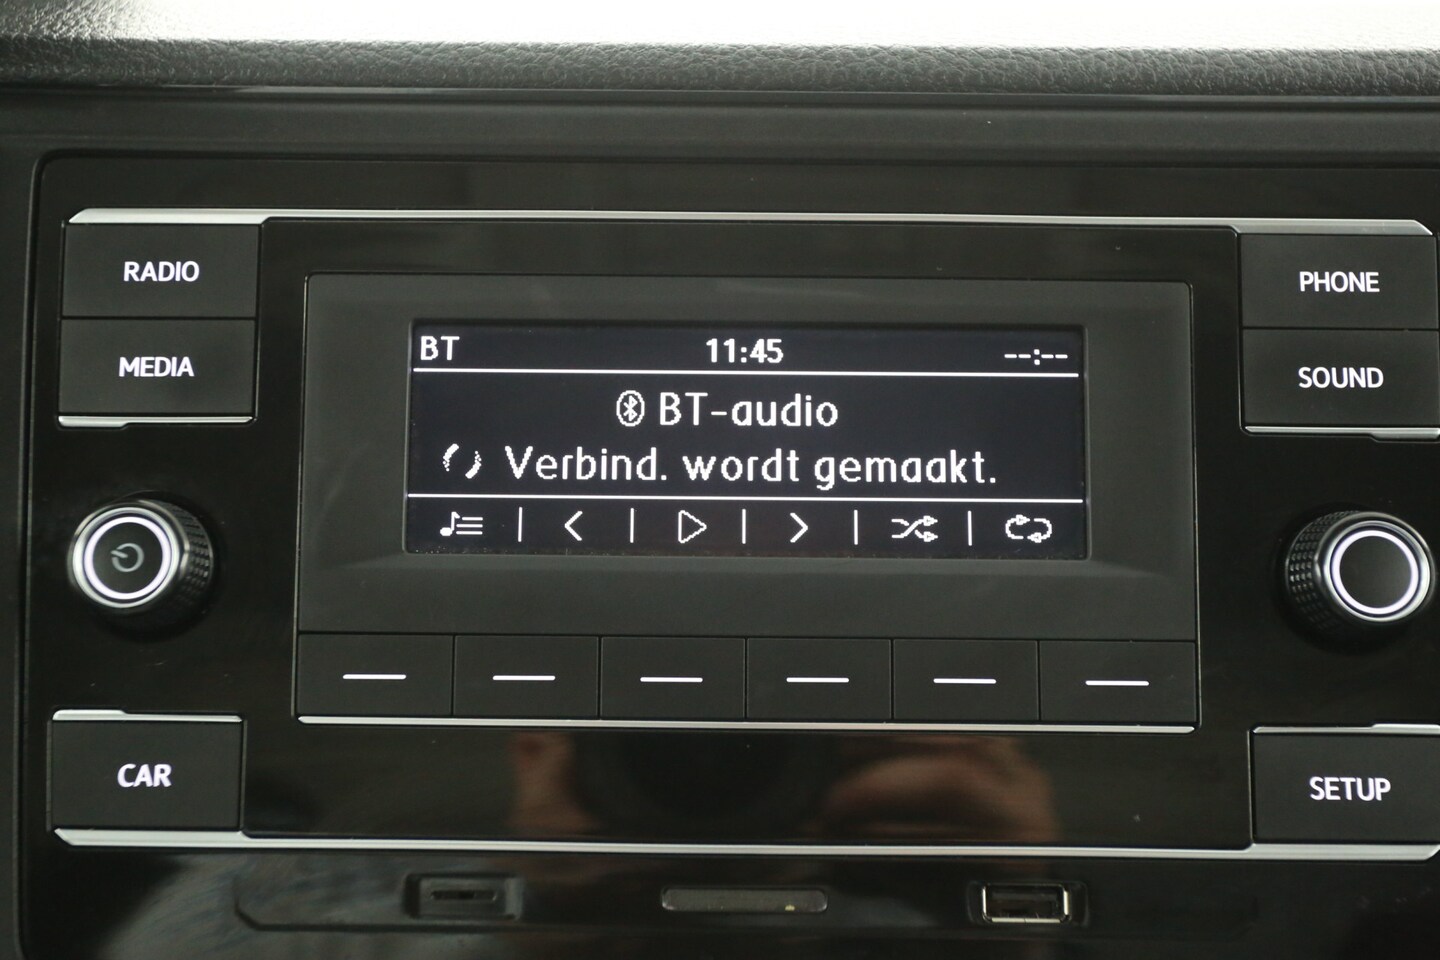 RADIO
MEDIA
PHONE
SOUND
BT 11:45 --:--
BT-audio
Verbind. wordt gemaakt.
CAR
SETUP